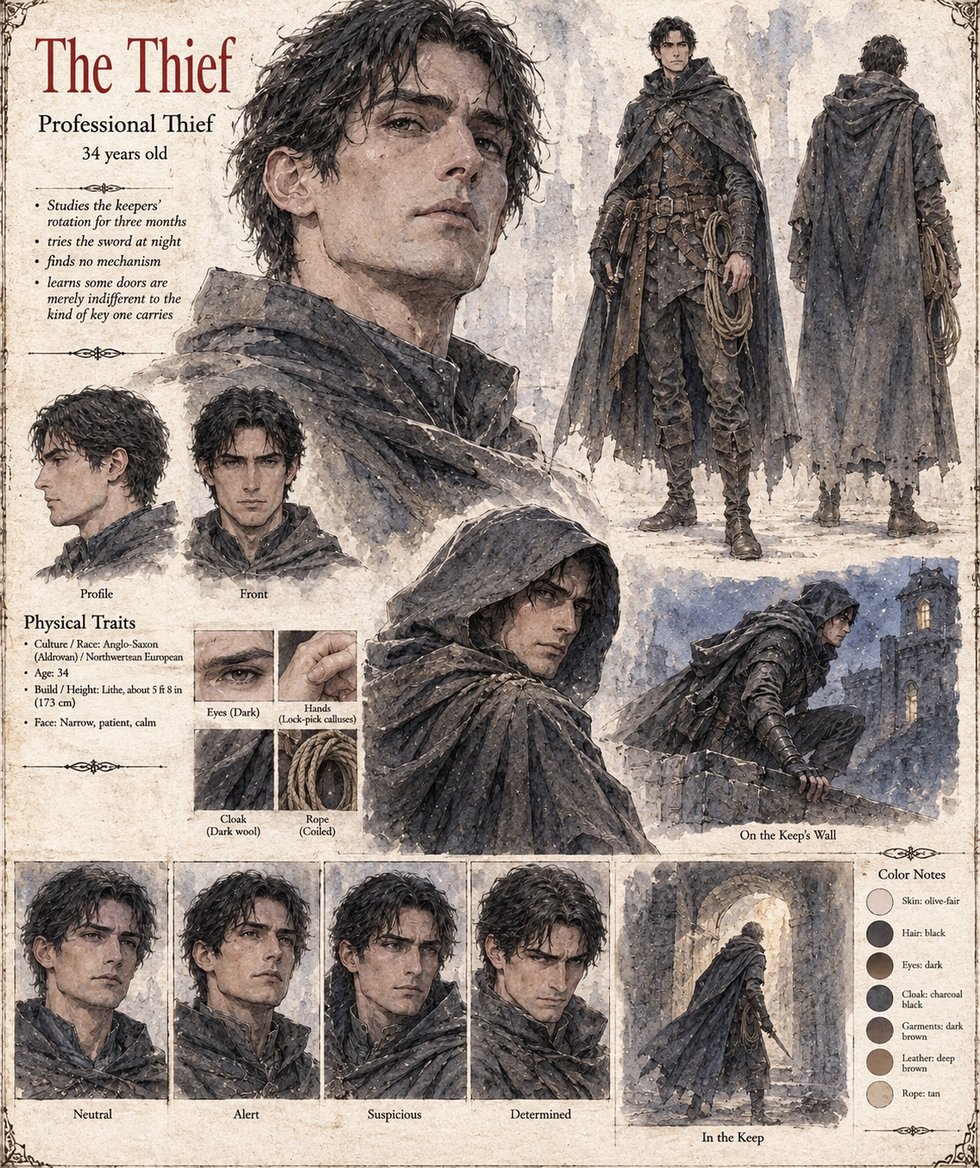 The Thief
Professional Thief
34 years old
• Studies the keepers'
rotation for three months
• tries the sword at night
• finds no mechanism
• learns some doors are
merely indifferent to the
kind of key one carries
Profile
Front
Physical Traits
• Culture / Race: Anglo-Saxon
(Aldrovan) / Northwertsean European
• Age: 34
• Build / Height: Lithe, about 5 ft 8 in
(173 cm)
• Face: Narrow, patient, calm
Eyes (Dark)
Hands
(Lock-pick calluses)
Cloak
(Dark wool)
Rope
(Coiled)
On the Keep's Wall
Neutral
Alert
Suspicious
Determined
In the Keep
Color Notes
Skin: olive-fair
Hair: black
Eyes: dark
Cloak: charcoal
black
Garments: dark
brown
Leather: deep
brown
Rope: tan